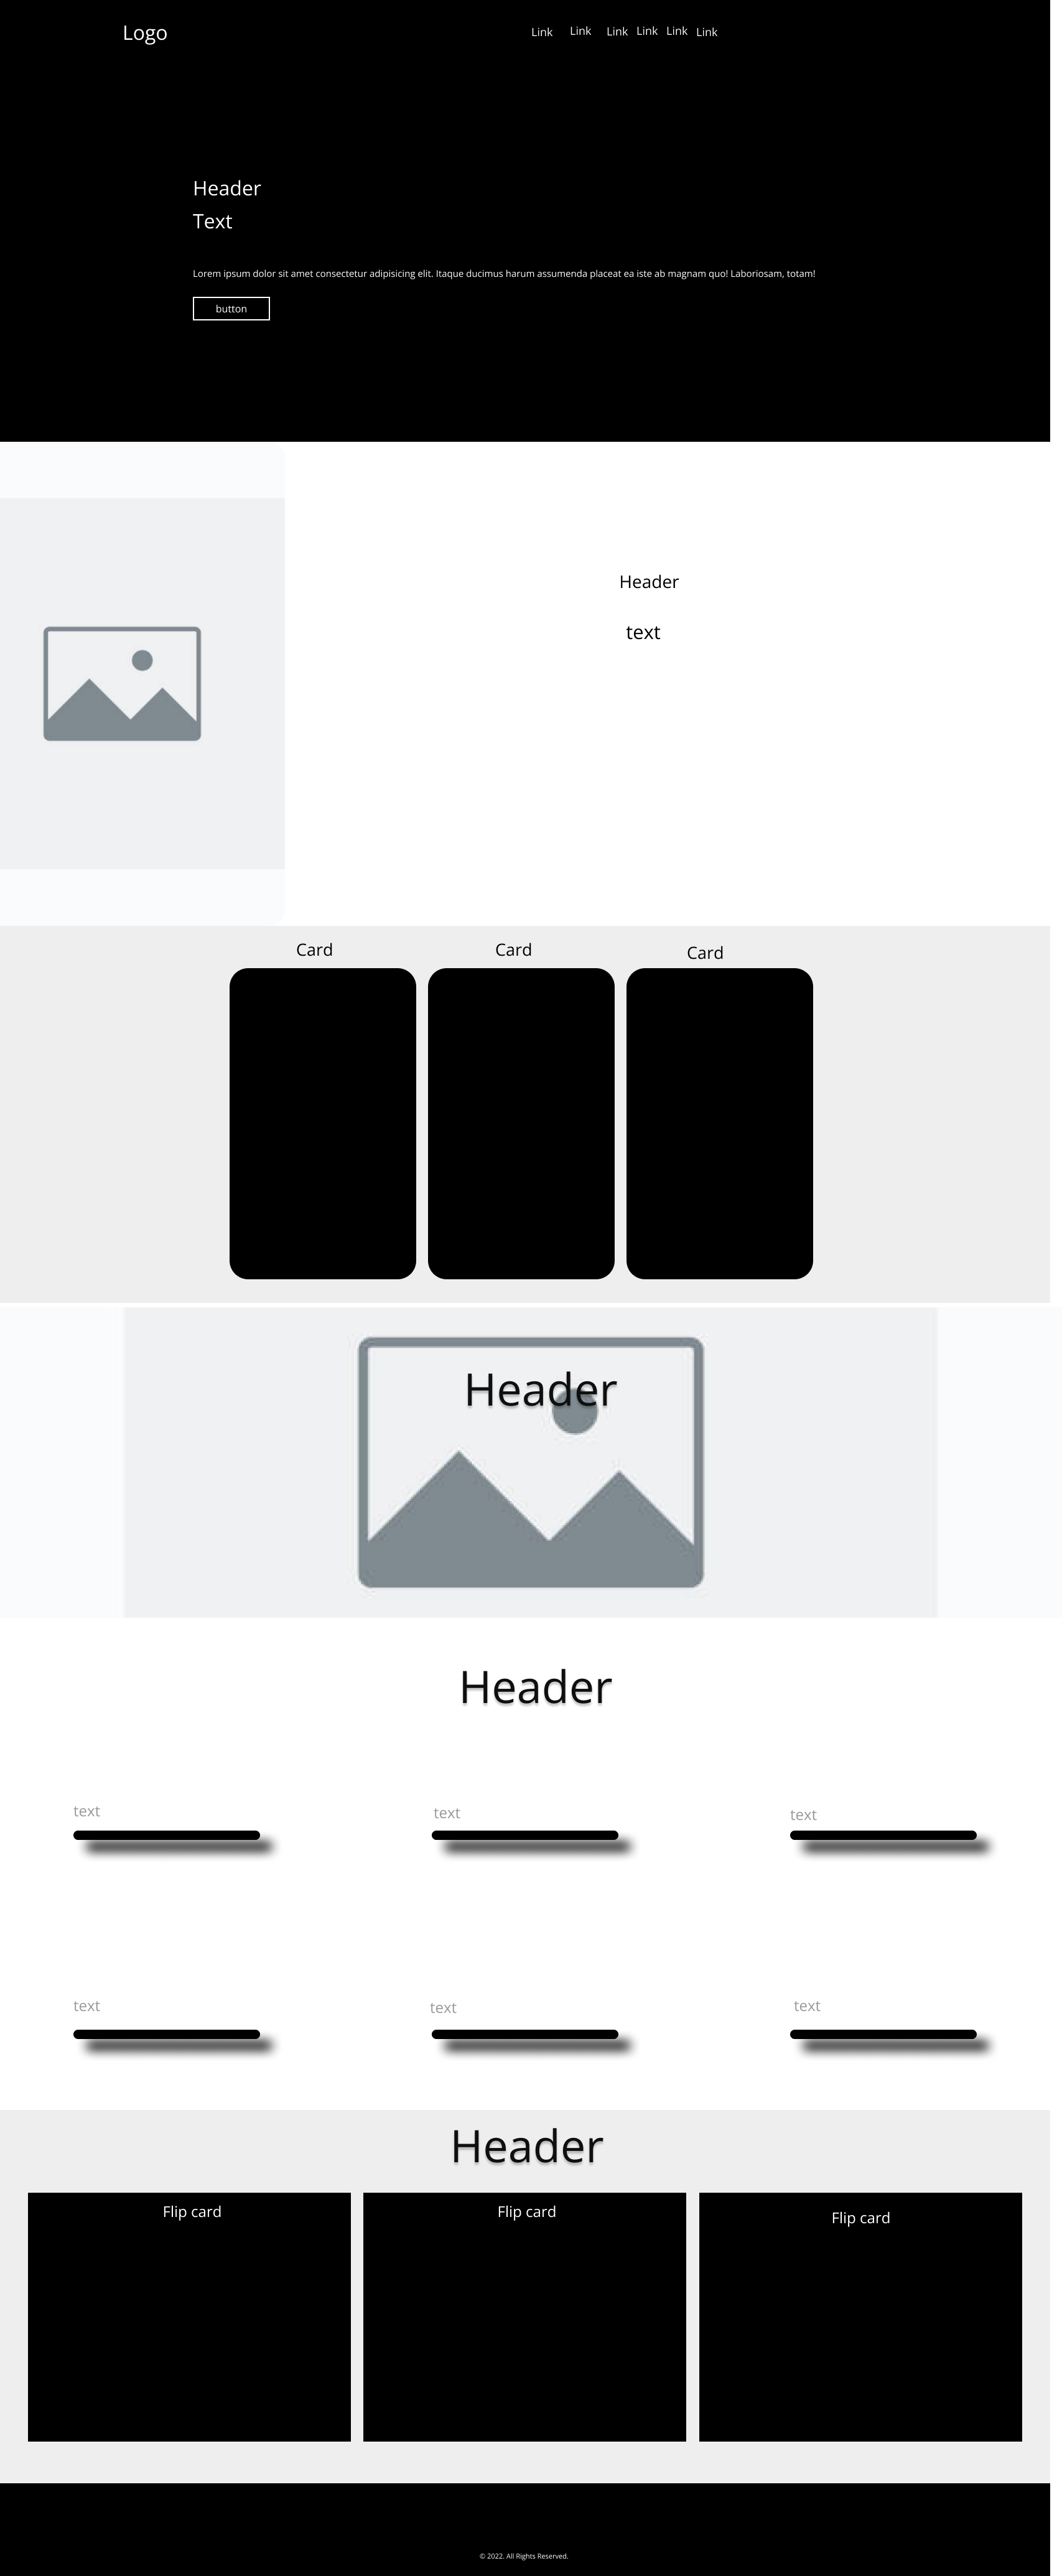 Logo
Link Link Link Link Link Link
Header
Text
Lorem ipsum dolor sit amet consectetur adipisicing elit. Itaque ducimus harum assumenda placeat ea iste ab magnam quo! Laboriosam, totam!
button
Header
text
Card Card Card
Header
Header
text text text
text text text
Header
Flip card Flip card Flip card
© 2022. All Rights Reserved.